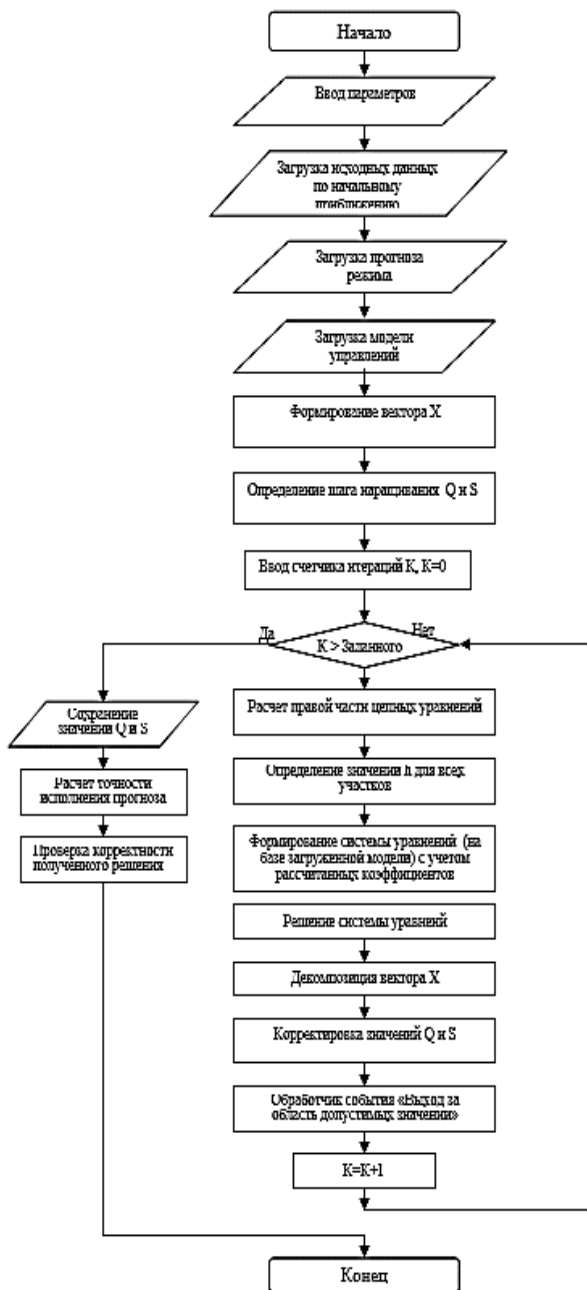 Начало
Ввод параметров
Загрузка исходных данных
по начальному
приближению
Загрузка прогноза
режима
Загрузка модели
управлений
Формирование вектора X
Определение шага наращивания Q и S
Ввод счетчика итераций K, K=0
Да
Нет
K > Заданного
Сохранение
значений Q и S
Расчет точности
исполнения прогноза
Проверка корректности
полученного решения
Расчет правой части цепных уравнений
Определение значений h для всех
участков
Формирование системы уравнений (на
базе загруженной модели) с учетом
рассчитанных коэффициентов
Решение системы уравнений
Декомпозиция вектора X
Корректировка значений Q и S
Обработчик события «Выход за
область допустимых значений»
K=K+1
Конец